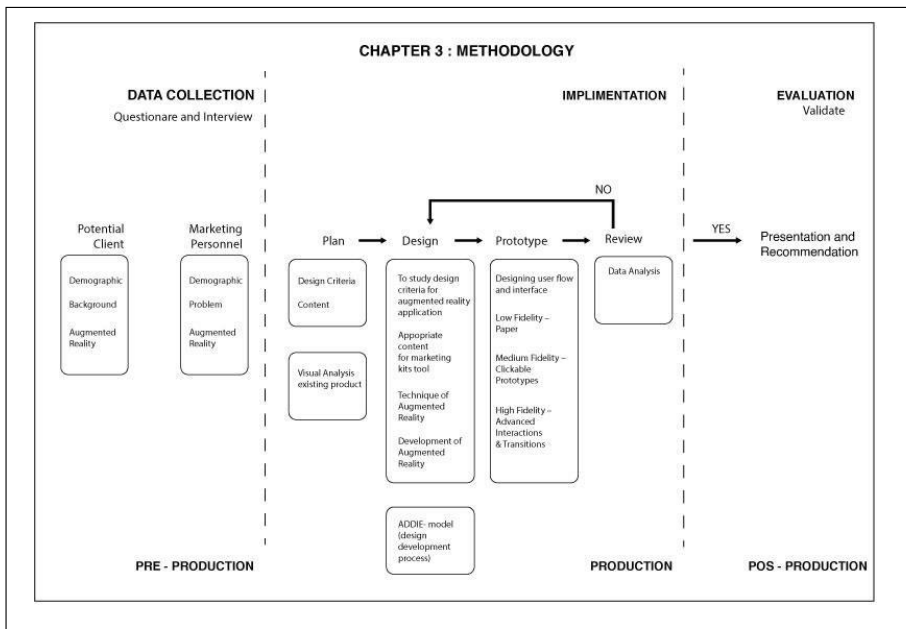 CHAPTER 3 : METHODOLOGY
DATA COLLECTION
Questionare and Interview
IMPLIMENTATION
EVALUATION
Validate
Potential
Client
Demographic
Background
Augmented
Reality
Marketing
Personnel
Demographic
Problem
Augmented
Reality
NO
Plan
Design Criteria
Content
Visual Analysis
existing product
Design
To study design
criteria for
augmented reality
application
Appopriate
content
for marketing
kits tool
Technique of
Augmented
Reality
Development of
Augmented
Reality
ADDIE- model
(design
development
process)
Prototype
Designing user flow
and interface
Low Fidelity –
Paper
Medium Fidelity –
Clickable
Prototypes
High Fidelity –
Advanced
Interactions
& Transitions
Review
Data Analysis
YES
Presentation and
Recommendation
PRE - PRODUCTION
PRODUCTION
POS - PRODUCTION